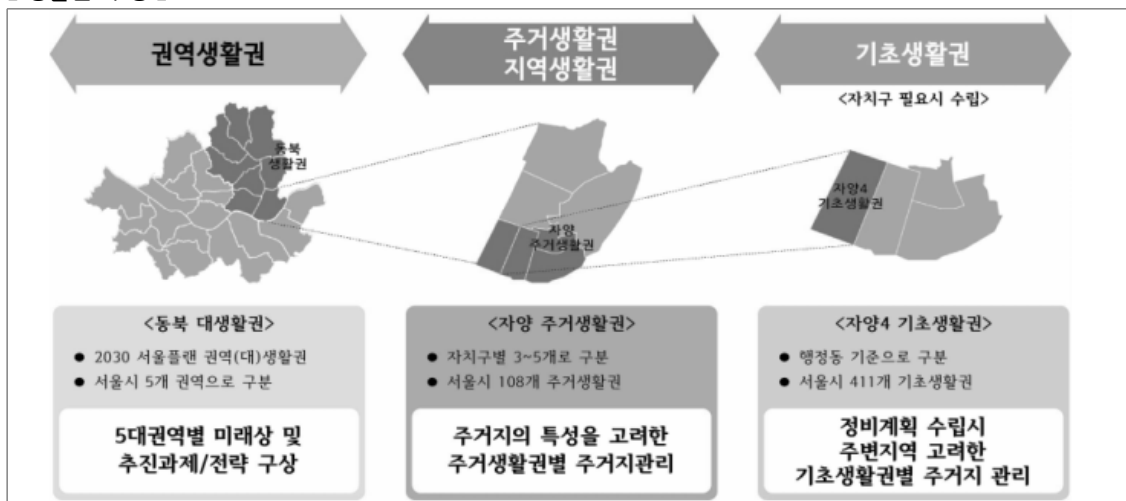 권역생활권
주거생활권
지역생활권
기초생활권
<자치구 필요시 수립>
동북
생활권
자양
주거생활권
자양4
기초생활권
<동북 대생활권>
● 2030 서울플랜 권역(대)생활권
● 서울시 5개 권역으로 구분
5대권역별 미래상 및
추진과제/전략 구상
<자양 주거생활권>
● 자치구별 3~5개로 구분
● 서울시 108개 주거생활권
주거지의 특성을 고려한
주거생활권별 주거지관리
<자양4 기초생활권>
● 행정동 기준으로 구분
● 서울시 411개 기초생활권
정비계획 수립시
주변지역 고려한
기초생활권별 주거지 관리